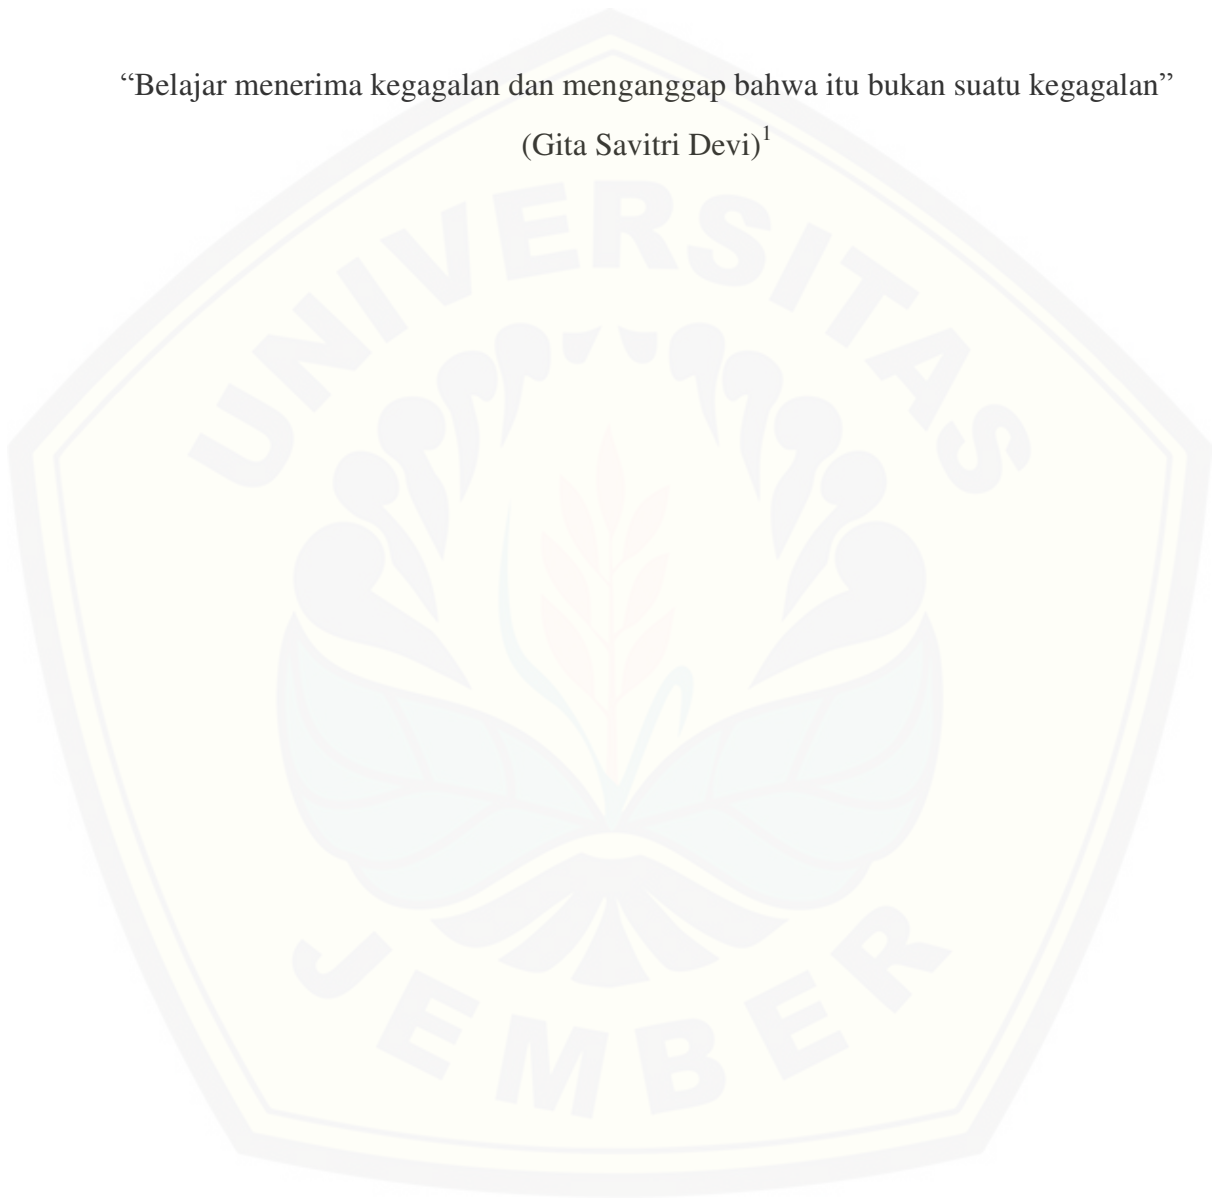 “Belajar menerima kegagalan dan menganggap bahwa itu bukan suatu kegagalan”
(Gita Savitri Devi)¹
UNIVERSITAS
JEMBER